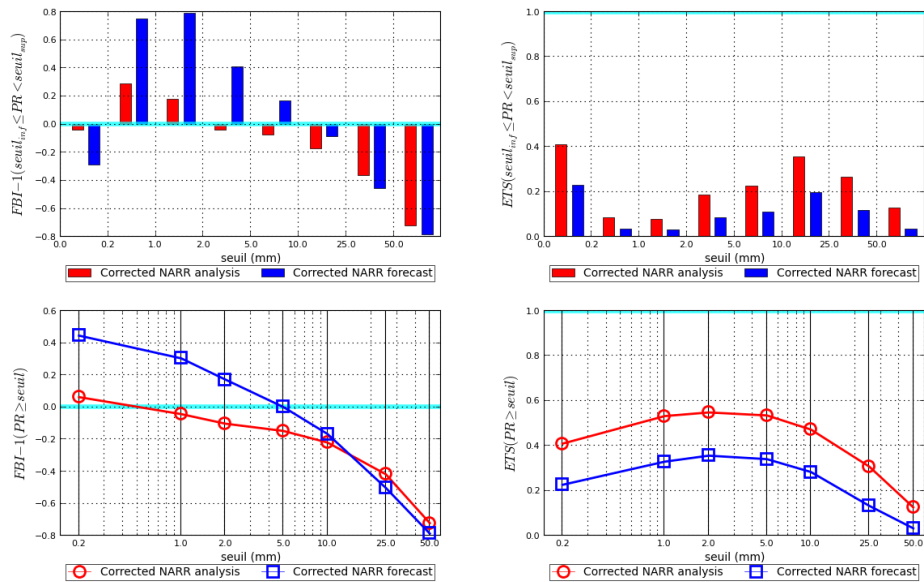 FBI−1(seuil_inf ≤ PR < seuil_sup)
0.8
0.6
0.4
0.2
0.0
−0.2
−0.4
−0.6
−0.8
0.0 0.2 1.0 2.0 5.0 10.0 25.0 50.0
seuil (mm)
Corrected NARR analysis Corrected NARR forecast
ETS(seuil_inf ≤ PR < seuil_sup)
1.0
0.8
0.6
0.4
0.2
0.0
0.0 0.2 1.0 2.0 5.0 10.0 25.0 50.0
seuil (mm)
Corrected NARR analysis Corrected NARR forecast
FBI−1(PR ≥ seuil)
0.6
0.4
0.2
0.0
−0.2
−0.4
−0.6
−0.8
0.2 1.0 2.0 5.0 10.0 25.0 50.0
seuil (mm)
Corrected NARR analysis Corrected NARR forecast
ETS(PR ≥ seuil)
1.0
0.8
0.6
0.4
0.2
0.0
0.2 1.0 2.0 5.0 10.0 25.0 50.0
seuil (mm)
Corrected NARR analysis Corrected NARR forecast